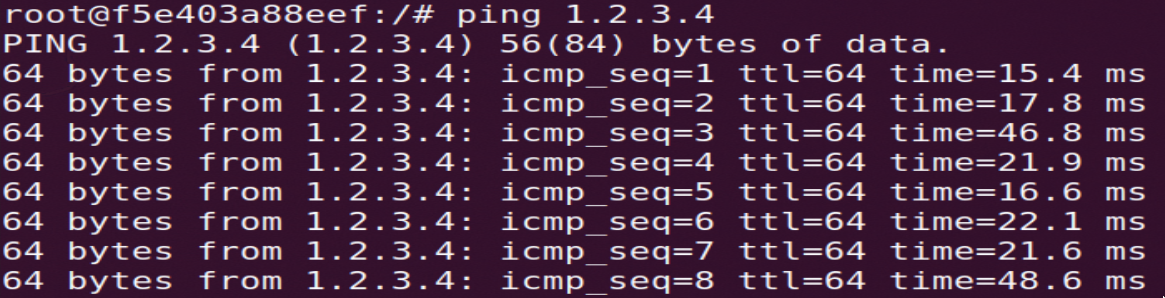 root@f5e403a88eef:/# ping 1.2.3.4
PING 1.2.3.4 (1.2.3.4) 56(84) bytes of data.
64 bytes from 1.2.3.4: icmp_seq=1 ttl=64 time=15.4 ms
64 bytes from 1.2.3.4: icmp_seq=2 ttl=64 time=17.8 ms
64 bytes from 1.2.3.4: icmp_seq=3 ttl=64 time=46.8 ms
64 bytes from 1.2.3.4: icmp_seq=4 ttl=64 time=21.9 ms
64 bytes from 1.2.3.4: icmp_seq=5 ttl=64 time=16.6 ms
64 bytes from 1.2.3.4: icmp_seq=6 ttl=64 time=22.1 ms
64 bytes from 1.2.3.4: icmp_seq=7 ttl=64 time=21.6 ms
64 bytes from 1.2.3.4: icmp_seq=8 ttl=64 time=48.6 ms